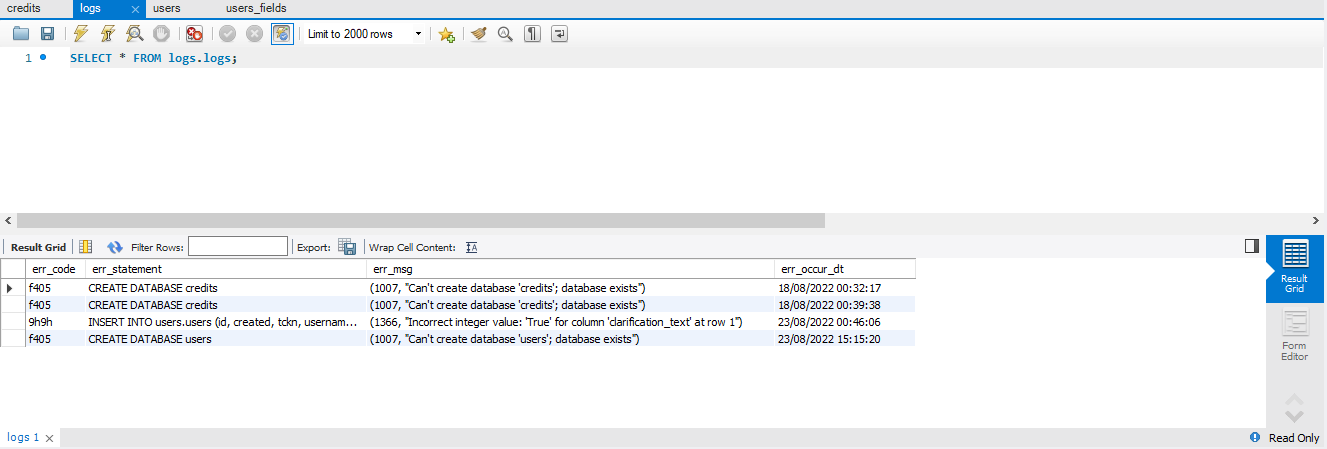 credits logs users users_fields
Limit to 2000 rows
1 SELECT * FROM logs.logs;
Result Grid Filter Rows: Export: Wrap Cell Content:
err_code err_statement err_msg err_occur_dt
f405 CREATE DATABASE credits (1007, "Can't create database 'credits'; database exists") 18/08/2022 00:32:17
f405 CREATE DATABASE credits (1007, "Can't create database 'credits'; database exists") 18/08/2022 00:39:38
9h9h INSERT INTO users.users (id, created, tckn, usernam... (1366, "Incorrect integer value: 'True' for column 'clarification_text' at row 1") 23/08/2022 00:46:06
f405 CREATE DATABASE users (1007, "Can't create database 'users'; database exists") 23/08/2022 15:15:20
Result
Grid
Form
Editor
logs 1 Read Only